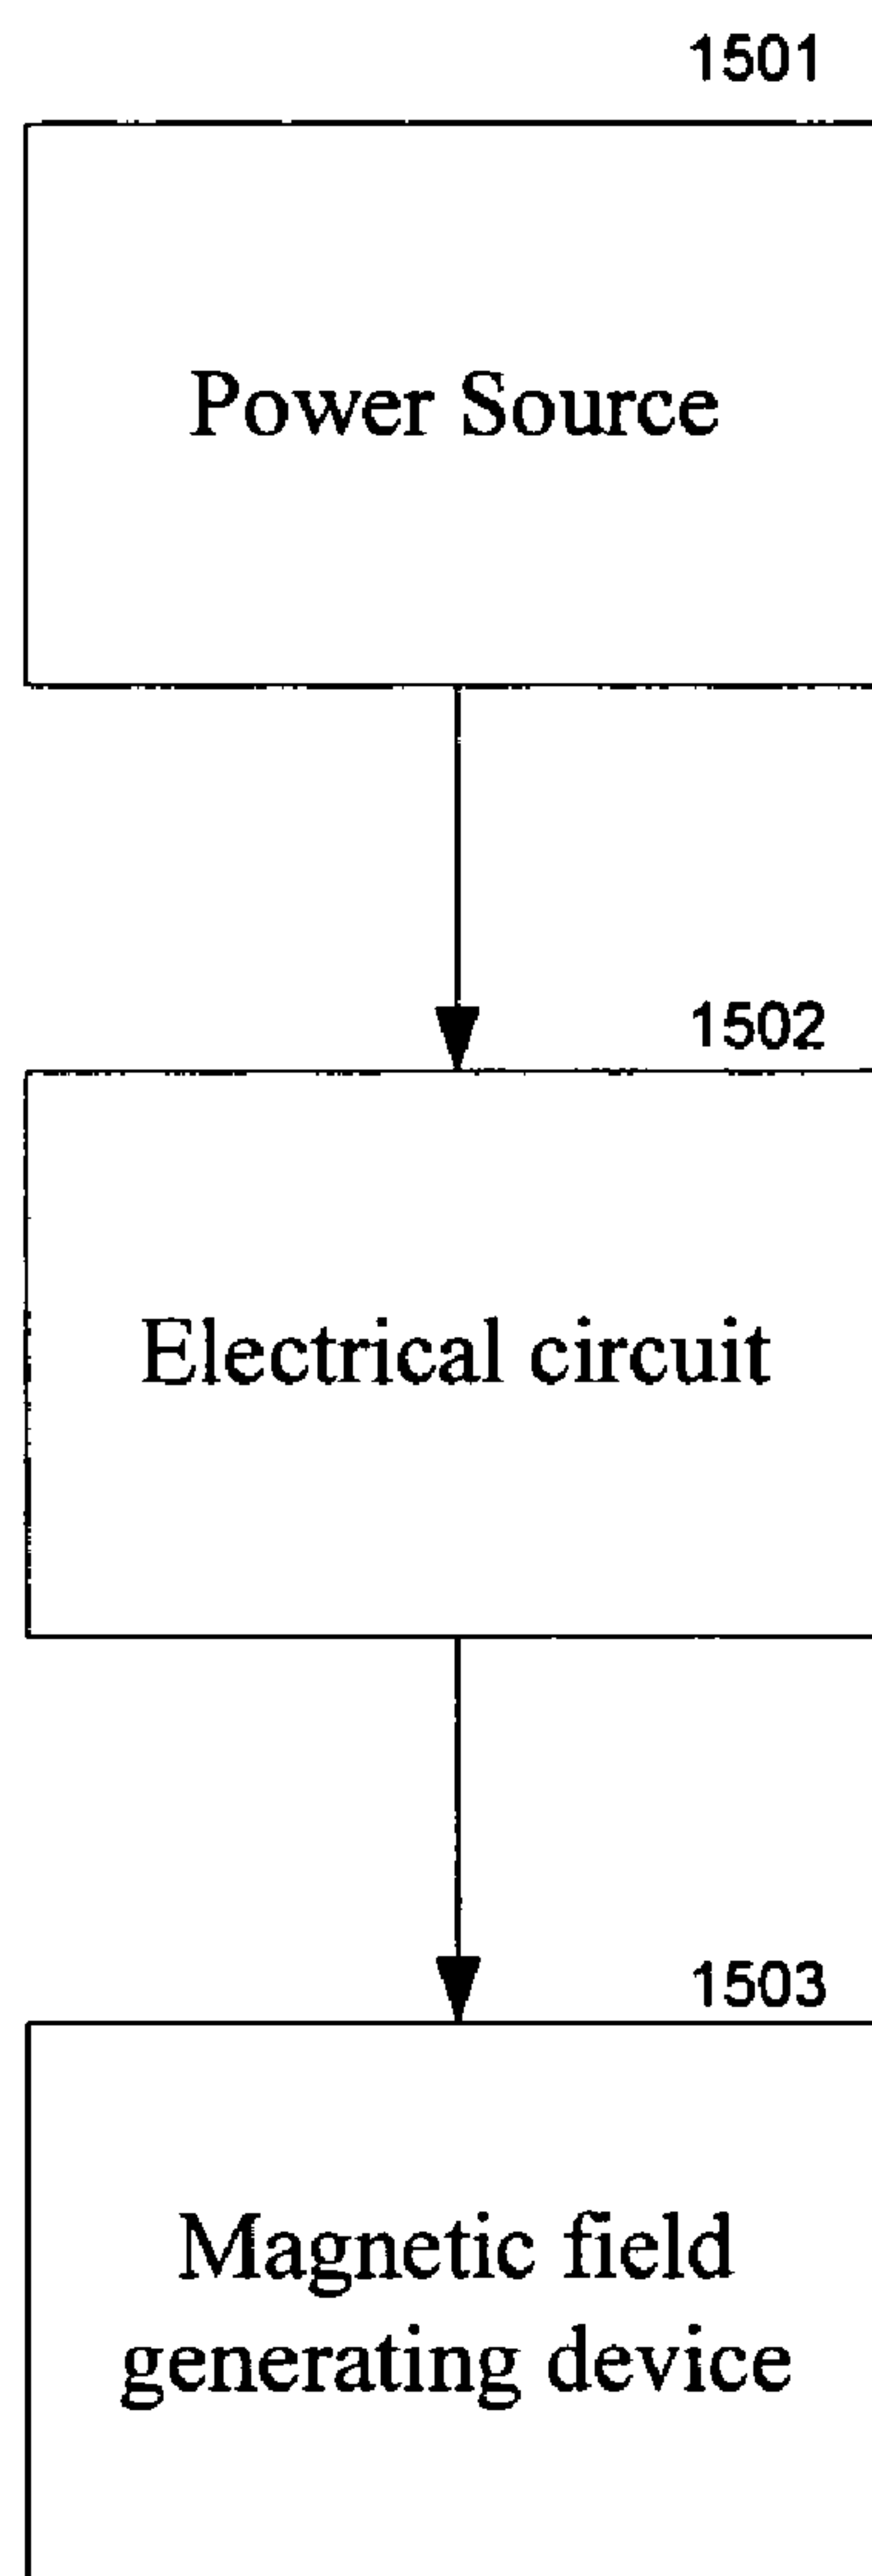 1501
Power Source
1502
Electrical circuit
1503
Magnetic field
generating device